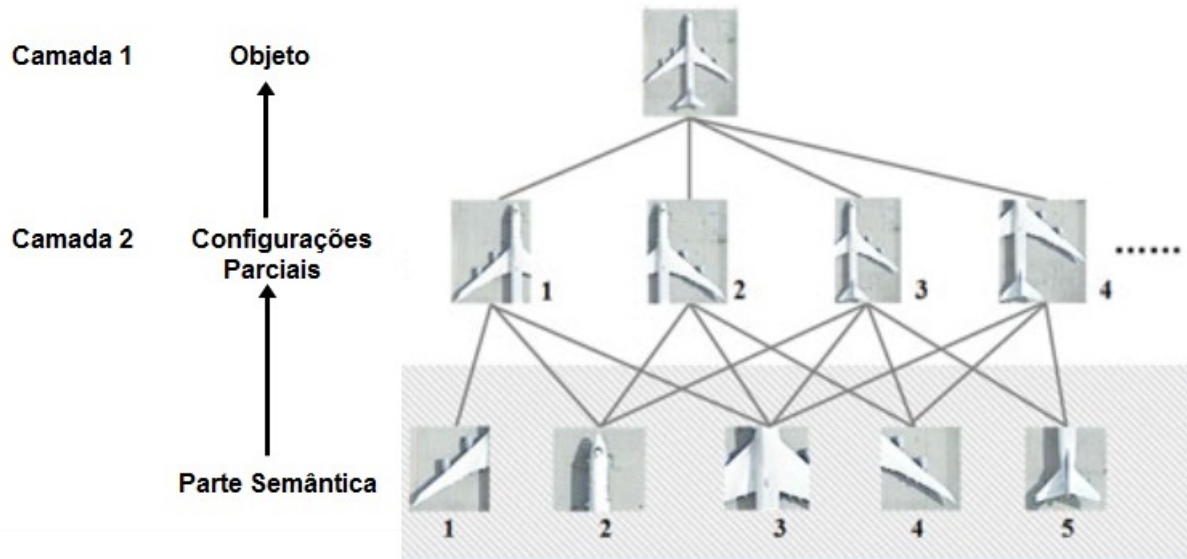 Camada 1
Objeto
Camada 2
Configurações
Parciais
1
2
3
4
......
Parte Semântica
1
2
3
4
5